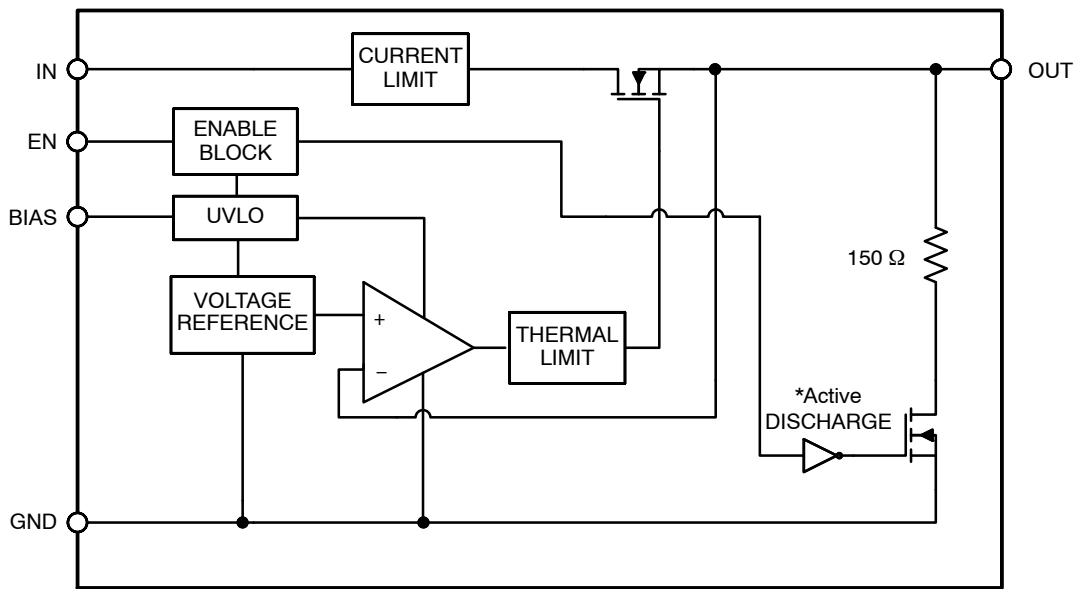 CURRENT
LIMIT
IN
OUT
ENABLE
BLOCK
EN
UVLO
BIAS
150 Ω
VOLTAGE
REFERENCE
+
−
THERMAL
LIMIT
*Active
DISCHARGE
GND